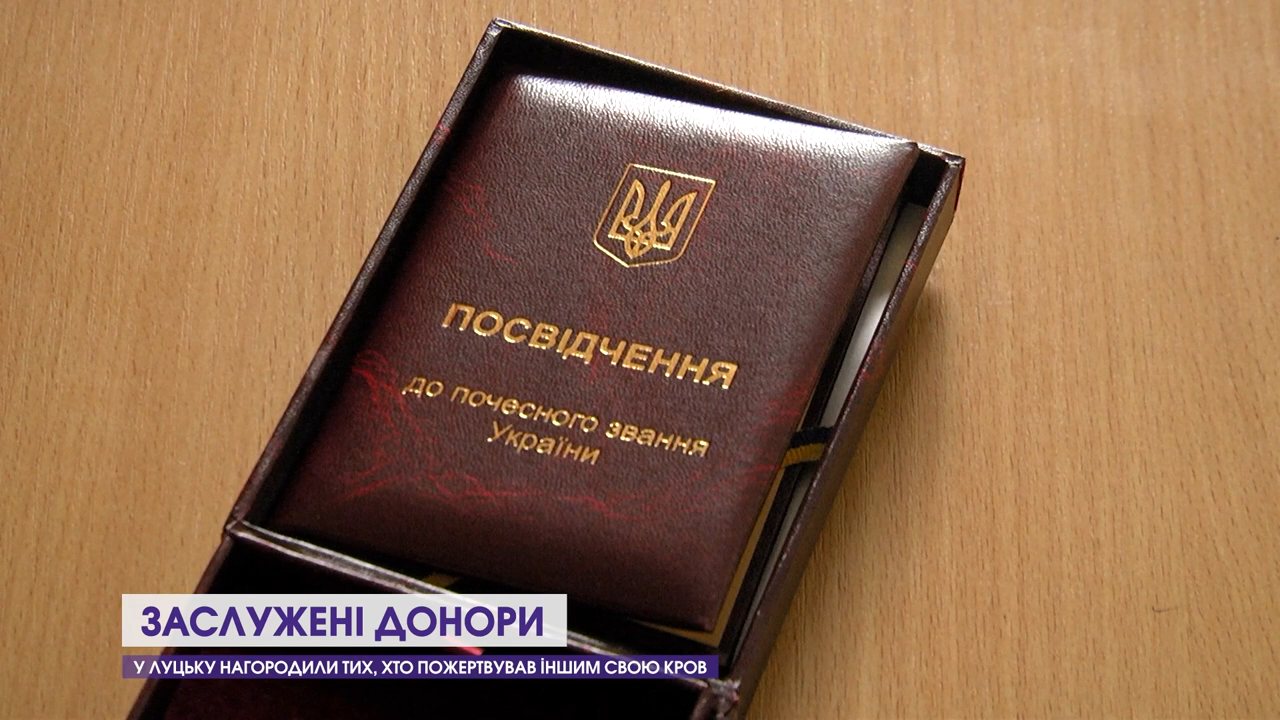 ПОСВІДЧЕННЯ
до почесного звання
України
ЗАСЛУЖЕНІ ДОНОРИ
У ЛУЦЬКУ НАГОРОДИЛИ ТИХ, ХТО ПОЖЕРТВУВАВ ІНШИМ СВОЮ КРОВ